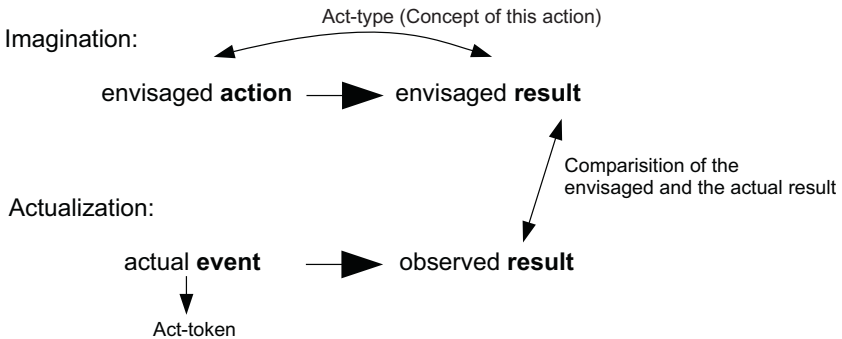 Act-type (Concept of this action)
Imagination:
envisaged action envisaged result
Comparisition of the
envisaged and the actual result
Actualization:
actual event observed result
Act-token